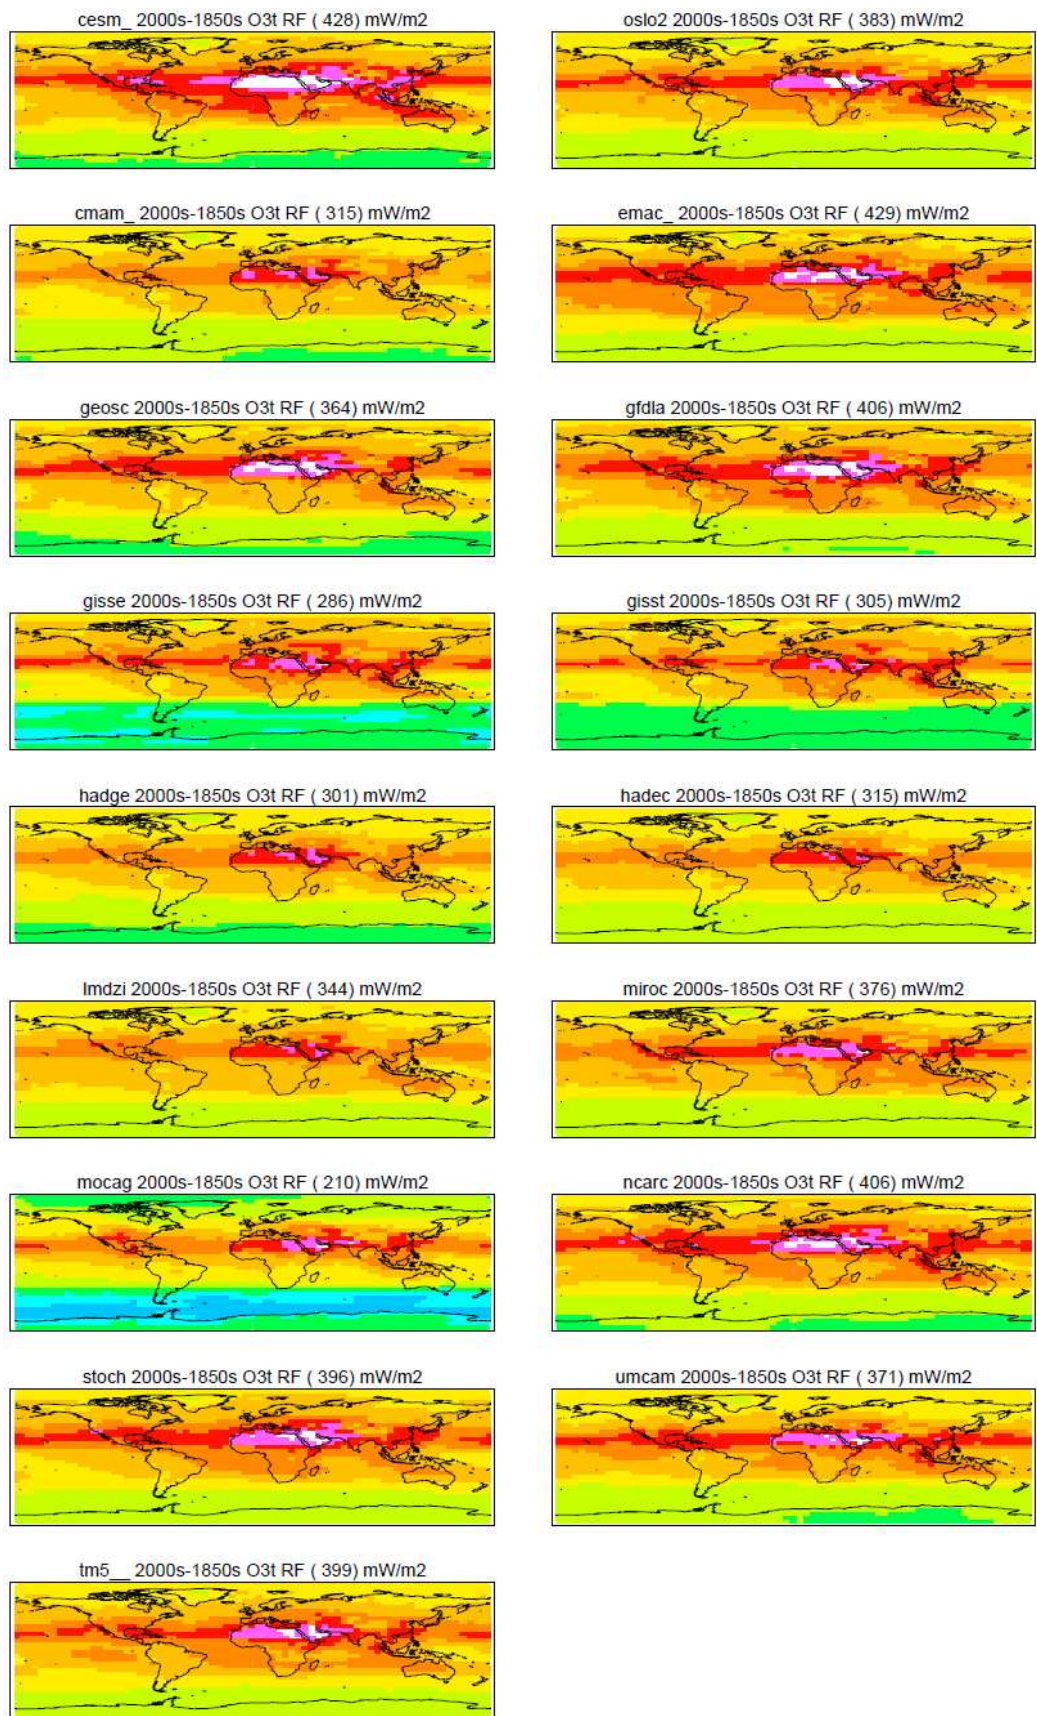 cesm_ 2000s-1850s O3t RF ( 428) mW/m2
oslo2 2000s-1850s O3t RF ( 383) mW/m2
cmam_ 2000s-1850s O3t RF ( 315) mW/m2
emac_ 2000s-1850s O3t RF ( 429) mW/m2
geosc 2000s-1850s O3t RF ( 364) mW/m2
gfdla 2000s-1850s O3t RF ( 406) mW/m2
gisse 2000s-1850s O3t RF ( 286) mW/m2
gisst 2000s-1850s O3t RF ( 305) mW/m2
hadge 2000s-1850s O3t RF ( 301) mW/m2
hadec 2000s-1850s O3t RF ( 315) mW/m2
lmdzi 2000s-1850s O3t RF ( 344) mW/m2
miroc 2000s-1850s O3t RF ( 376) mW/m2
mocag 2000s-1850s O3t RF ( 210) mW/m2
ncarc 2000s-1850s O3t RF ( 406) mW/m2
stoch 2000s-1850s O3t RF ( 396) mW/m2
umcam 2000s-1850s O3t RF ( 371) mW/m2
tm5__ 2000s-1850s O3t RF ( 399) mW/m2